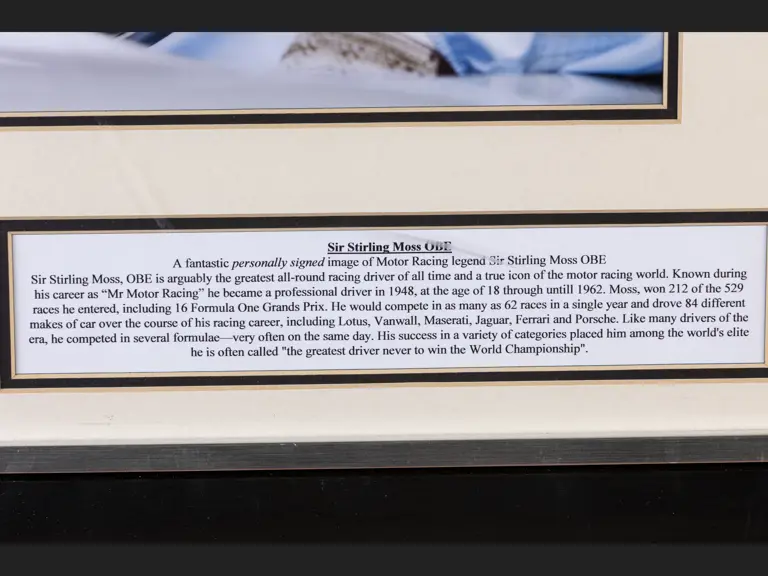 Sir Stirling Moss OBE
A fantastic personally signed image of Motor Racing legend Sir Stirling Moss OBE
Sir Stirling Moss, OBE is arguably the greatest all-round racing driver of all time and a true icon of the motor racing world. Known during
his career as “Mr Motor Racing” he became a professional driver in 1948, at the age of 18 through untill 1962. Moss, won 212 of the 529
races he entered, including 16 Formula One Grands Prix. He would compete in as many as 62 races in a single year and drove 84 different
makes of car over the course of his racing career, including Lotus, Vanwall, Maserati, Jaguar, Ferrari and Porsche. Like many drivers of the
era, he competed in several formulae—very often on the same day. His success in a variety of categories placed him among the world's elite
he is often called "the greatest driver never to win the World Championship".